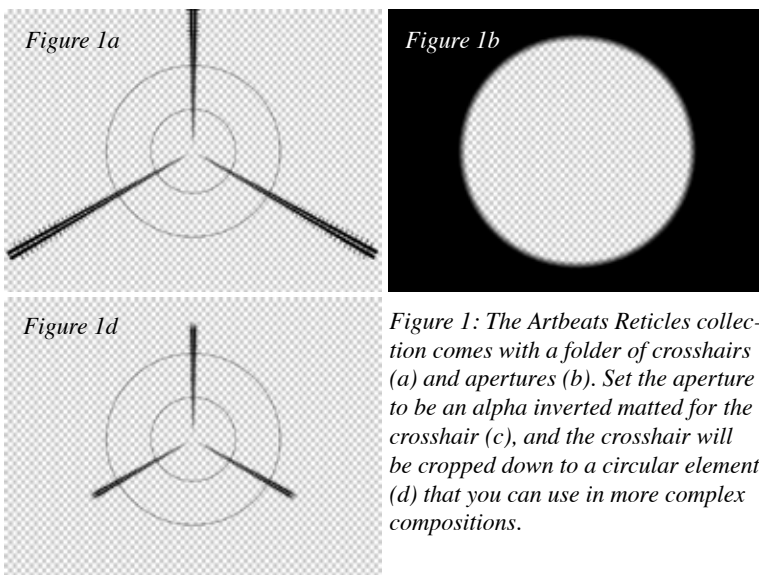 Figure 1a
Figure 1b
Figure 1d
Figure 1: The Artbeats Reticles collec-
tion comes with a folder of crosshairs
(a) and apertures (b). Set the aperture
to be an alpha inverted matted for the
crosshair (c), and the crosshair will
be cropped down to a circular element
(d) that you can use in more complex
compositions.